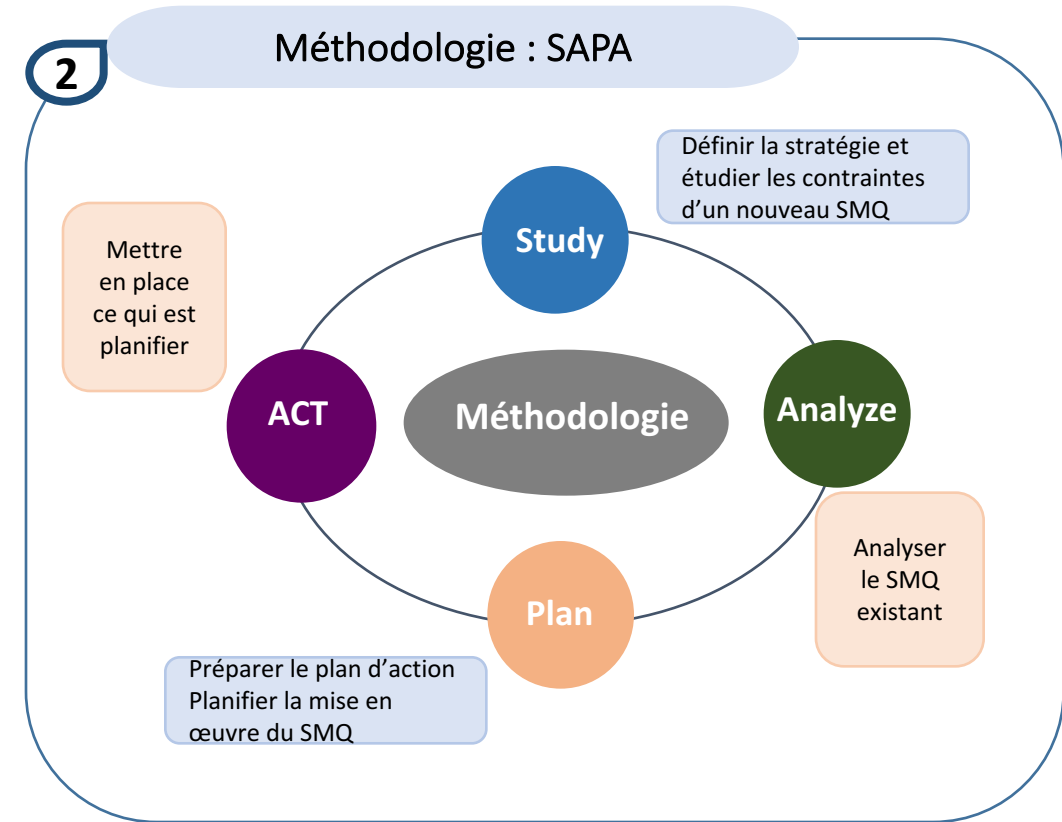 2
Méthodologie : SAPA
Définir la stratégie et
étudier les contraintes
d’un nouveau SMQ
Study
Mettre
en place
ce qui est
planifier
ACT
Méthodologie
Analyze
Analyser
le SMQ
existant
Plan
Préparer le plan d’action
Planifier la mise en
œuvre du SMQ